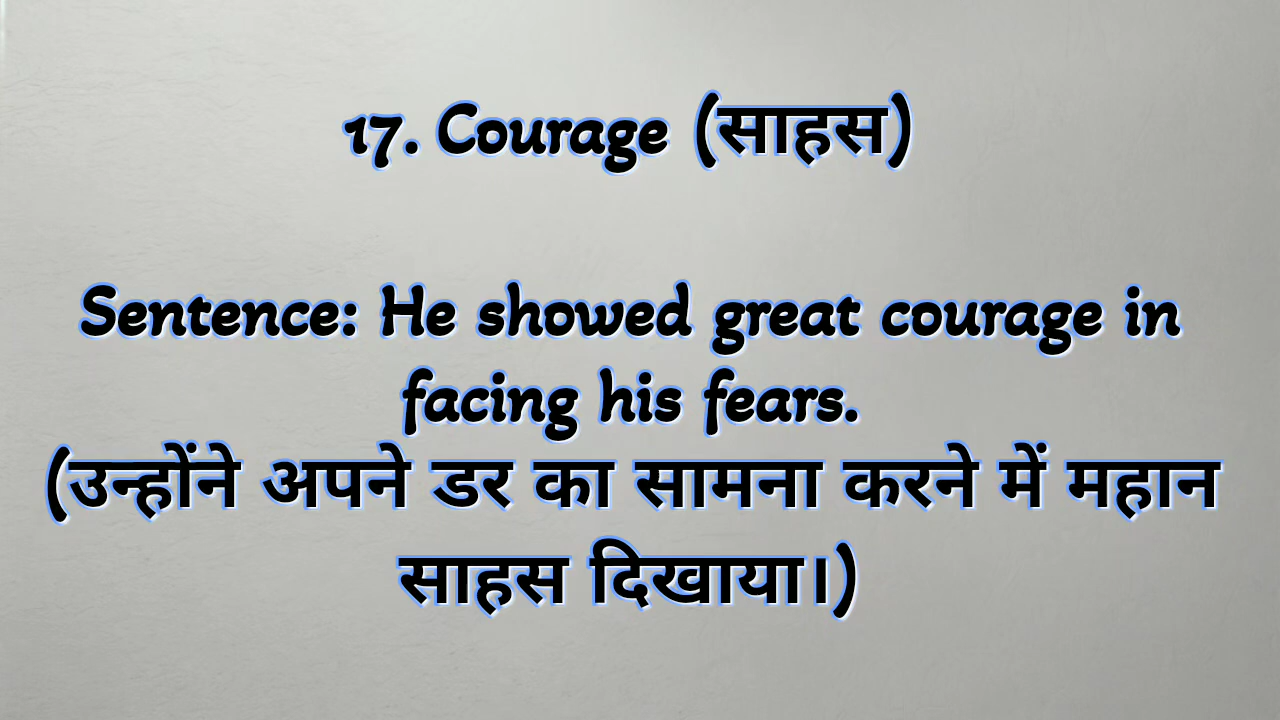 17. Courage (साहस)
Sentence: He showed great courage in
facing his fears.
(उन्होंने अपने डर का सामना करने में महान
साहस दिखाया।)